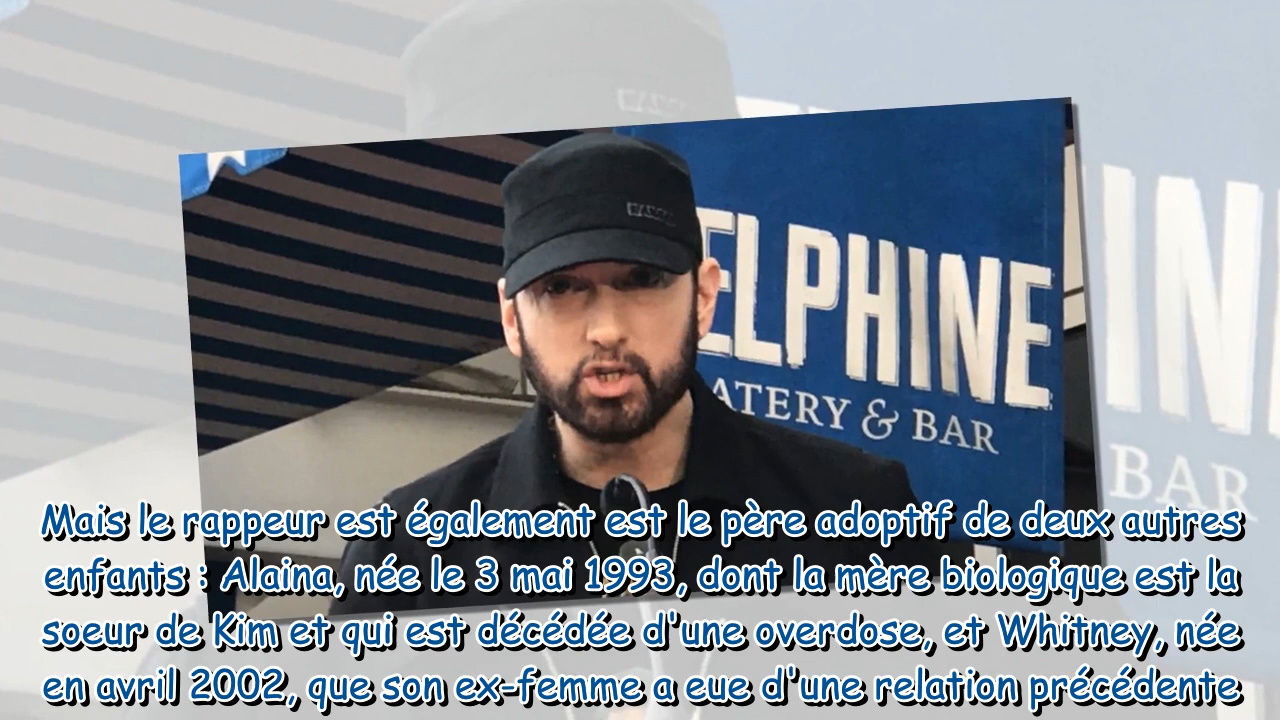 ELPHINE
ATERY & BAR
IN
BAR
Mais le rappeur est également est le père adoptif de deux autres
enfants : Alaina, née le 3 mai 1993, dont la mère biologique est la
soeur de Kim et qui est décédée d'une overdose, et Whitney, née
en avril 2002, que son ex-femme a eue d'une relation précédente